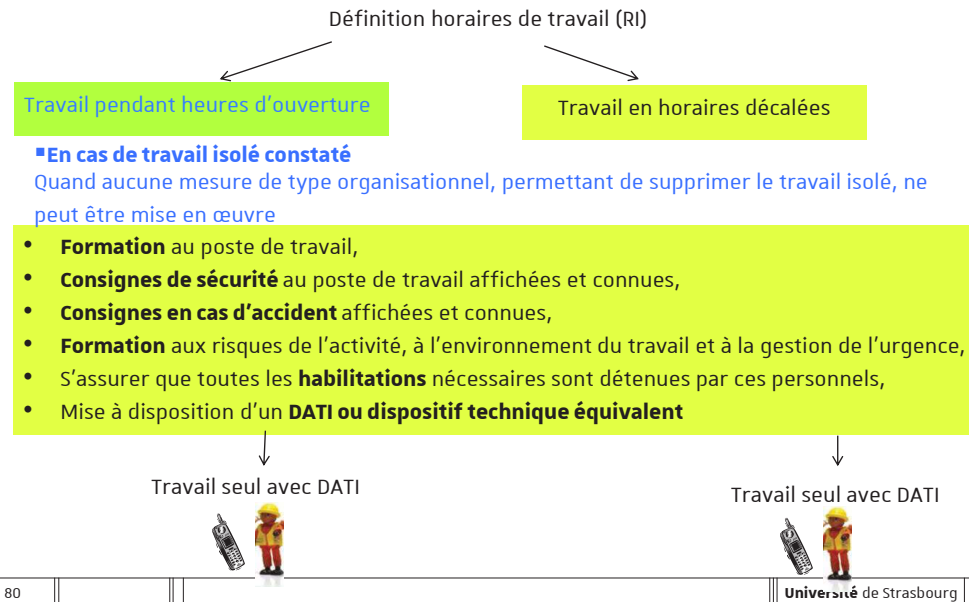 Définition horaires de travail (RI)
Travail pendant heures d'ouverture
Travail en horaires décalées
▪En cas de travail isolé constaté
Quand aucune mesure de type organisationnel, permettant de supprimer le travail isolé, ne
peut être mise en œuvre
• Formation au poste de travail,
• Consignes de sécurité au poste de travail affichées et connues,
• Consignes en cas d'accident affichées et connues,
• Formation aux risques de l'activité, à l'environnement du travail et à la gestion de l'urgence,
• S'assurer que toutes les habilitations nécessaires sont détenues par ces personnels,
• Mise à disposition d'un DATI ou dispositif technique équivalent
Travail seul avec DATI
Travail seul avec DATI
80
Université de Strasbourg